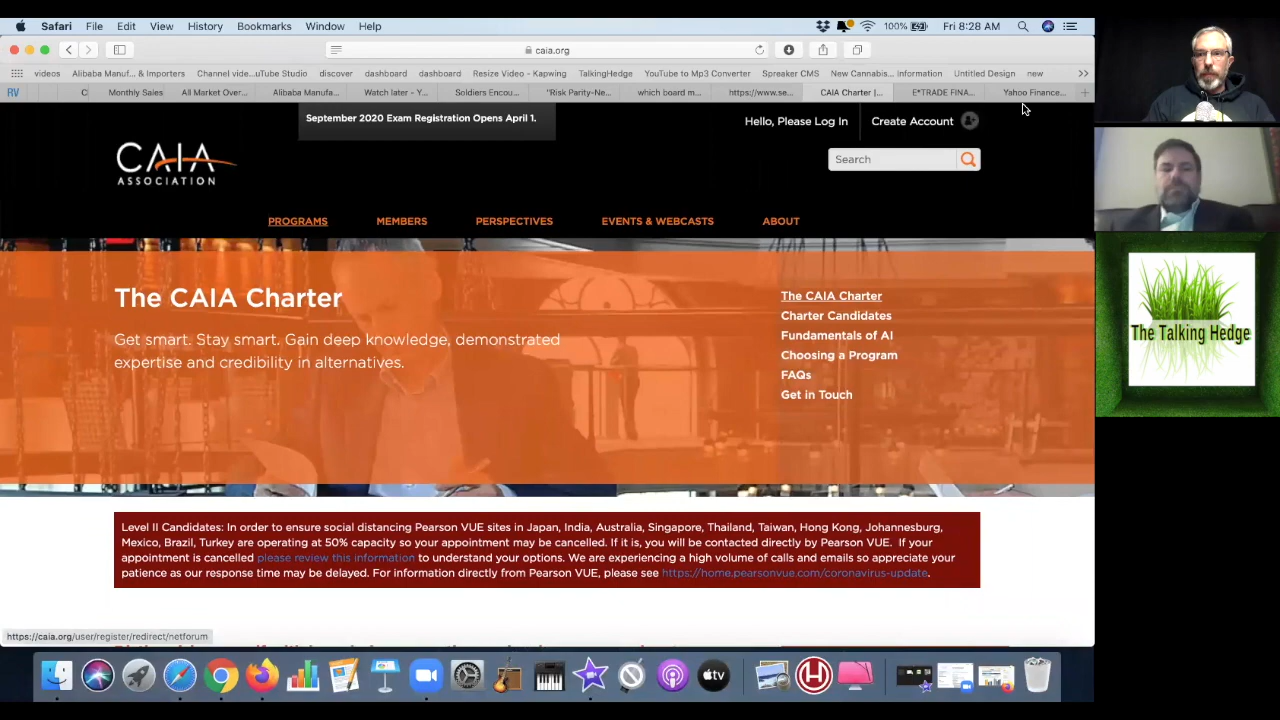 Safari File Edit View History Bookmarks Window Help 100% Fri 8:28 AM
caia.org
videos Alibaba Manuf... & Importers Channel vide...uTube Studio discover dashboard dashboard Resize Video - Kapwing TalkingHedge YouTube to Mp3 Converter Spreaker CMS New Cannabis... Information Untitled Design new
RV Monthly Sales All Market Over... Alibaba Manufa... Watch later - Y... Soldiers Encou... "Risk Parity-Ne... which board m... https://www.se... CAIA Charter |... E*TRADE FINA... Yahoo Finance...
September 2020 Exam Registration Opens April 1.
Hello, Please Log In Create Account
CAIA
ASSOCIATION
Search
PROGRAMS MEMBERS PERSPECTIVES EVENTS & WEBCASTS ABOUT
The CAIA Charter
Get smart. Stay smart. Gain deep knowledge, demonstrated
expertise and credibility in alternatives.
The CAIA Charter
Charter Candidates
Fundamentals of AI
Choosing a Program
FAQs
Get in Touch
Level II Candidates: In order to ensure social distancing Pearson VUE sites in Japan, India, Australia, Singapore, Thailand, Taiwan, Hong Kong, Johannesburg,
Mexico, Brazil, Turkey are operating at 50% capacity so your appointment may be cancelled. If it is, you will be contacted directly by Pearson VUE. If your
appointment is cancelled please review this information to understand your options. We are experiencing a high volume of calls and emails so appreciate your
patience as our response time may be delayed. For information directly from Pearson VUE, please see https://home.pearsonvue.com/coronavirus-update.
https://caia.org/user/register/redirect/netforum
tv
The Talking Hedge